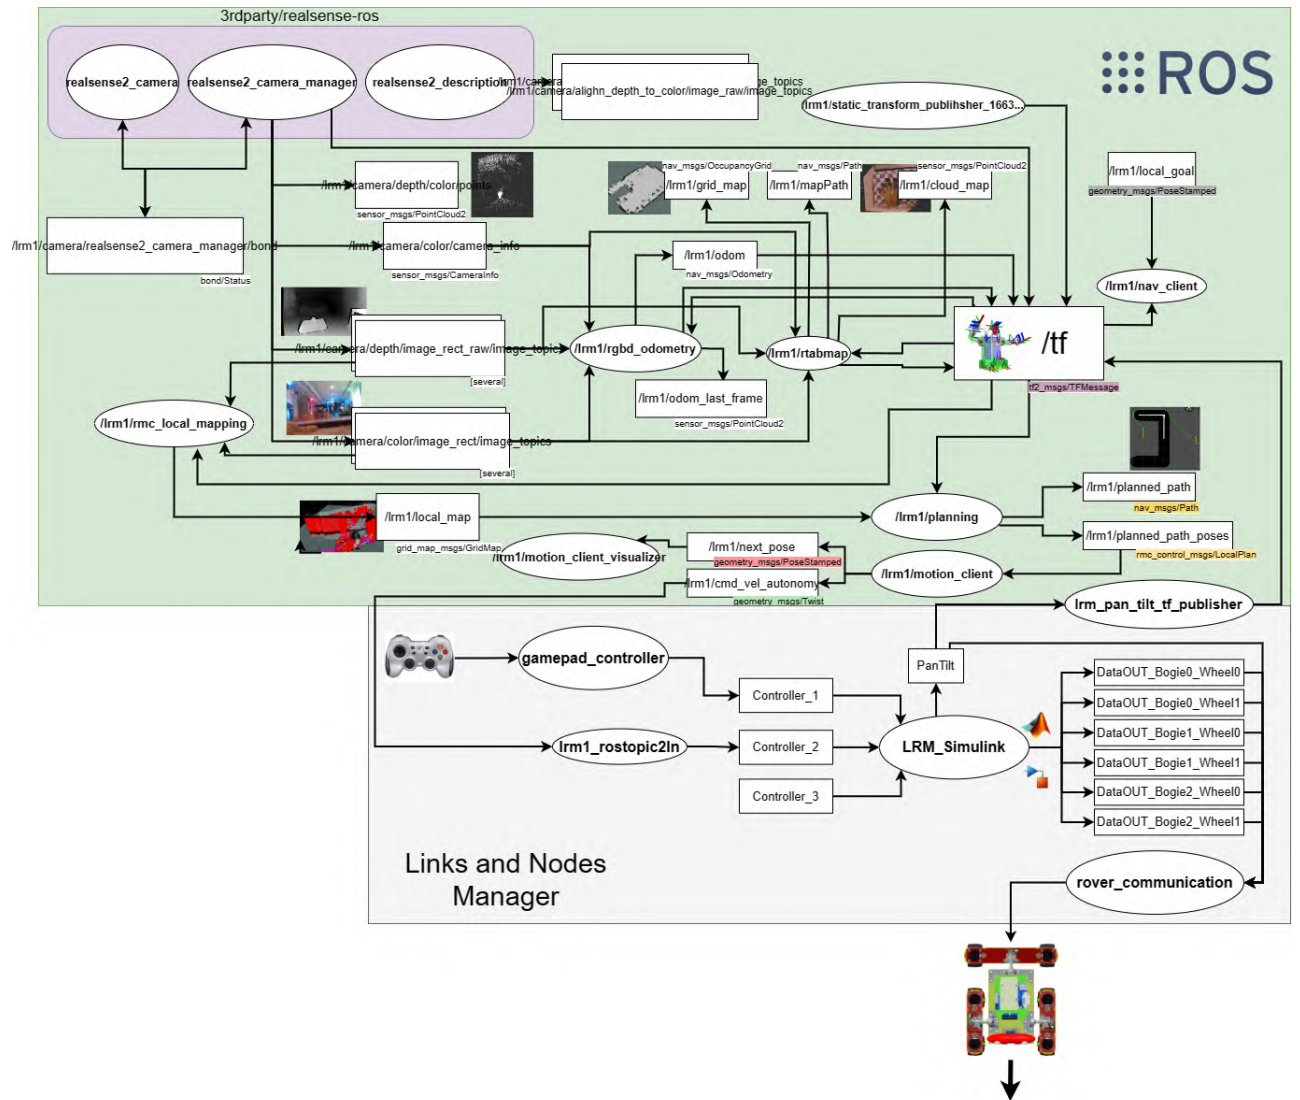 3rdparty/realsense-ros
realsense2_camera
realsense2_camera_manager
realsense2_description
/lrm1/camera/alighn_depth_to_color/image_raw/image_topics
/lrm1/static_transform_publihsher_1663...
ROS
/lrm1/camera/depth/color/points
sensor_msgs/PointCloud2
nav_msgs/OccupancyGrid
/lrm1/grid_map
nav_msgs/Path
/lrm1/mapPath
sensor_msgs/PointCloud2
/lrm1/cloud_map
/lrm1/local_goal
geometry_msgs/PoseStamped
/lrm1/camera/realsense2_camera_manager/bond
bond/Status
/lrm1/camera/color/camera_info
sensor_msgs/CameraInfo
/lrm1/odom
nav_msgs/Odometry
/lrm1/nav_client
/lrm1/camera/depth/image_rect_raw/image_topics
[several]
/lrm1/rgbd_odometry
/lrm1/rtabmap
/tf
tf2_msgs/TFMessage
/lrm1/odom_last_frame
sensor_msgs/PointCloud2
/lrm1/rmc_local_mapping
/lrm1/camera/color/image_rect/image_topics
[several]
/lrm1/local_map
grid_map_msgs/GridMap
/lrm1/planning
/lrm1/planned_path
nav_msgs/Path
/lrm1/planned_path_poses
rmc_control_msgs/LocalPlan
/lrm1/motion_client_visualizer
/lrm1/next_pose
geometry_msgs/PoseStamped
/lrm1/cmd_vel_autonomy
geometry_msgs/Twist
/lrm1/motion_client
lrm_pan_tilt_tf_publisher
gamepad_controller
PanTilt
Controller_1
lrm1_rostopic2ln
Controller_2
LRM_Simulink
Controller_3
DataOUT_Bogie0_Wheel0
DataOUT_Bogie0_Wheel1
DataOUT_Bogie1_Wheel0
DataOUT_Bogie1_Wheel1
DataOUT_Bogie2_Wheel0
DataOUT_Bogie2_Wheel1
Links and Nodes
Manager
rover_communication